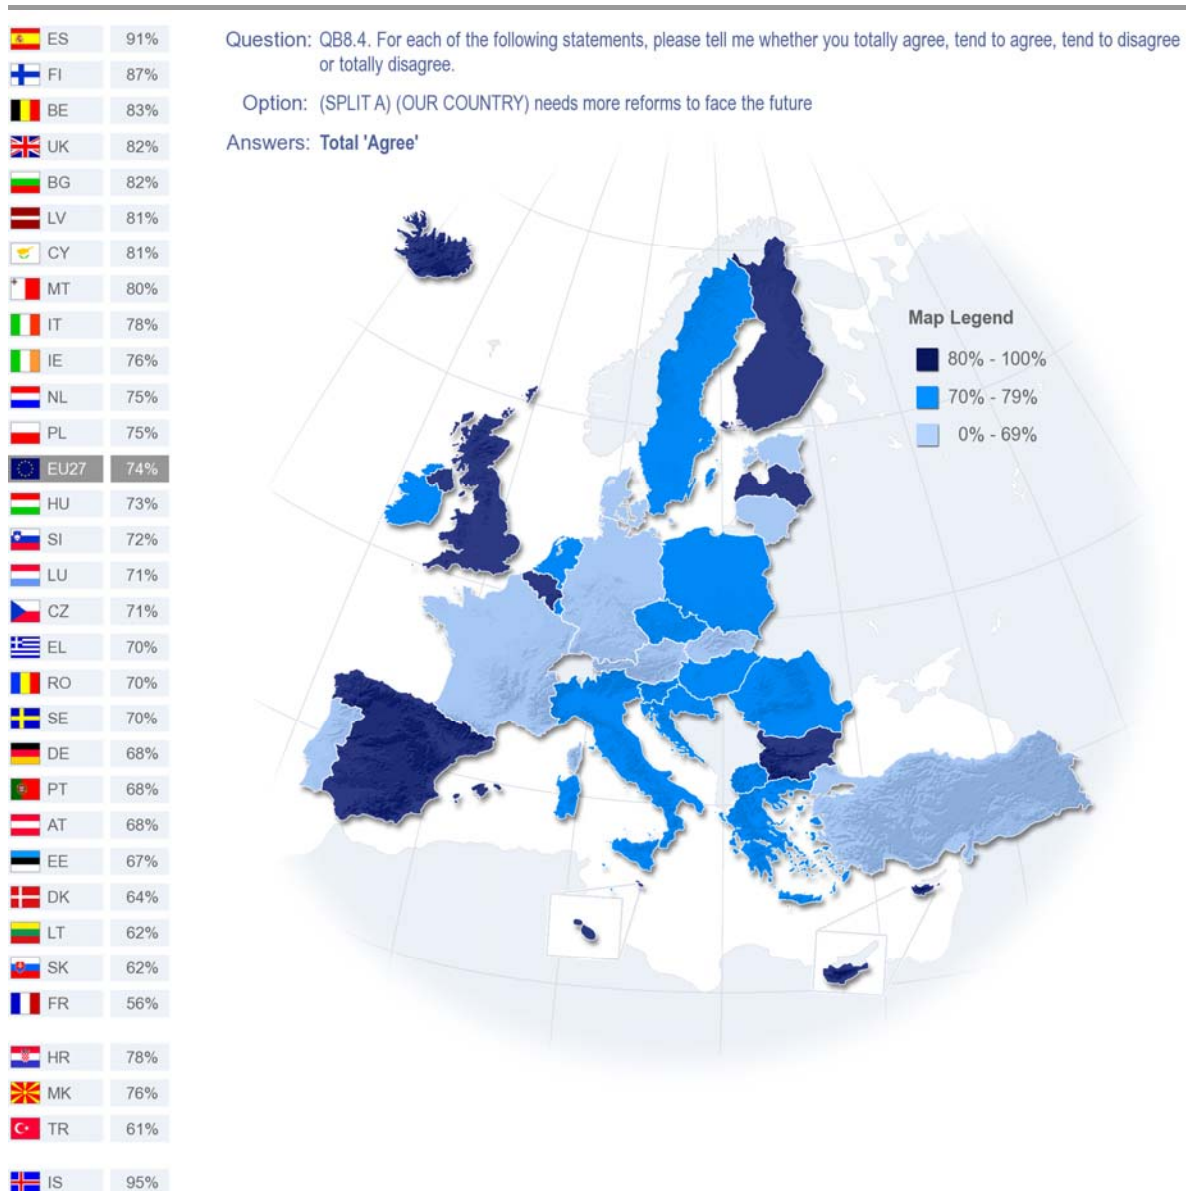 Question: QB8.4. For each of the following statements, please tell me whether you totally agree, tend to agree, tend to disagree
or totally disagree.
Option: (SPLIT A) (OUR COUNTRY) needs more reforms to face the future
Answers: Total 'Agree'
ES 91%
FI 87%
BE 83%
UK 82%
BG 82%
LV 81%
CY 81%
MT 80%
IT 78%
IE 76%
NL 75%
PL 75%
EU27 74%
HU 73%
SI 72%
LU 71%
CZ 71%
EL 70%
RO 70%
SE 70%
DE 68%
PT 68%
AT 68%
EE 67%
DK 64%
LT 62%
SK 62%
FR 56%
HR 78%
MK 76%
TR 61%
IS 95%
Map Legend
80% - 100%
70% - 79%
0% - 69%